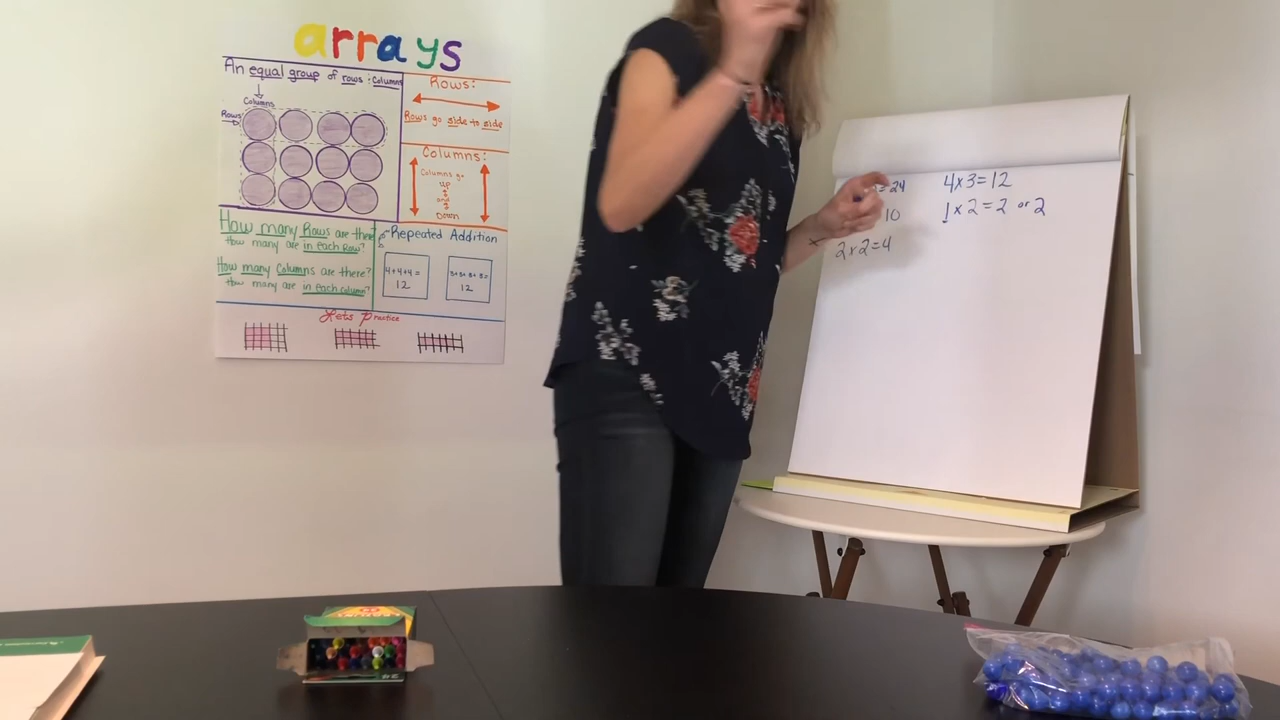 arrays
An equal group of rows : Columns
Columns
Rows
Rows:
Rows go side to side
Columns:
Columns go
up
and
Down
How many Rows are there
How many are in each Row?
How many Columns are there?
How many are in each column?
Repeated Addition
4+4+4=
12
3+3+3+3=
12
Let's Practice
=24
10
2x2=4
4x3=12
1x2=2 or 2